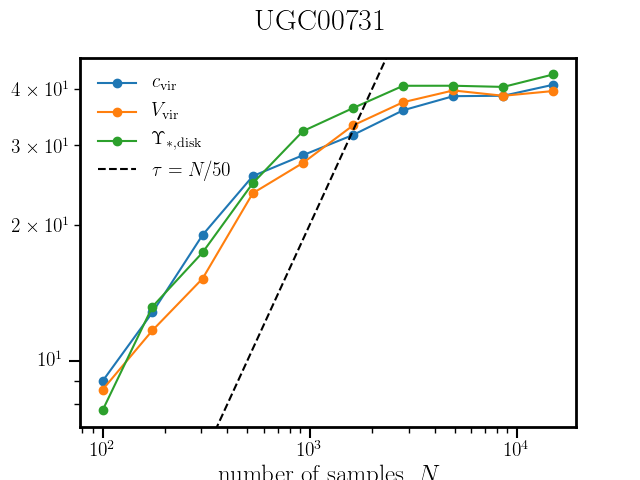 UGC00731
c_vir
V_vir
Υ_{*,disk}
τ = N/50
4 × 10^1
3 × 10^1
2 × 10^1
10^1
10^2
10^3
10^4
number of samples, N